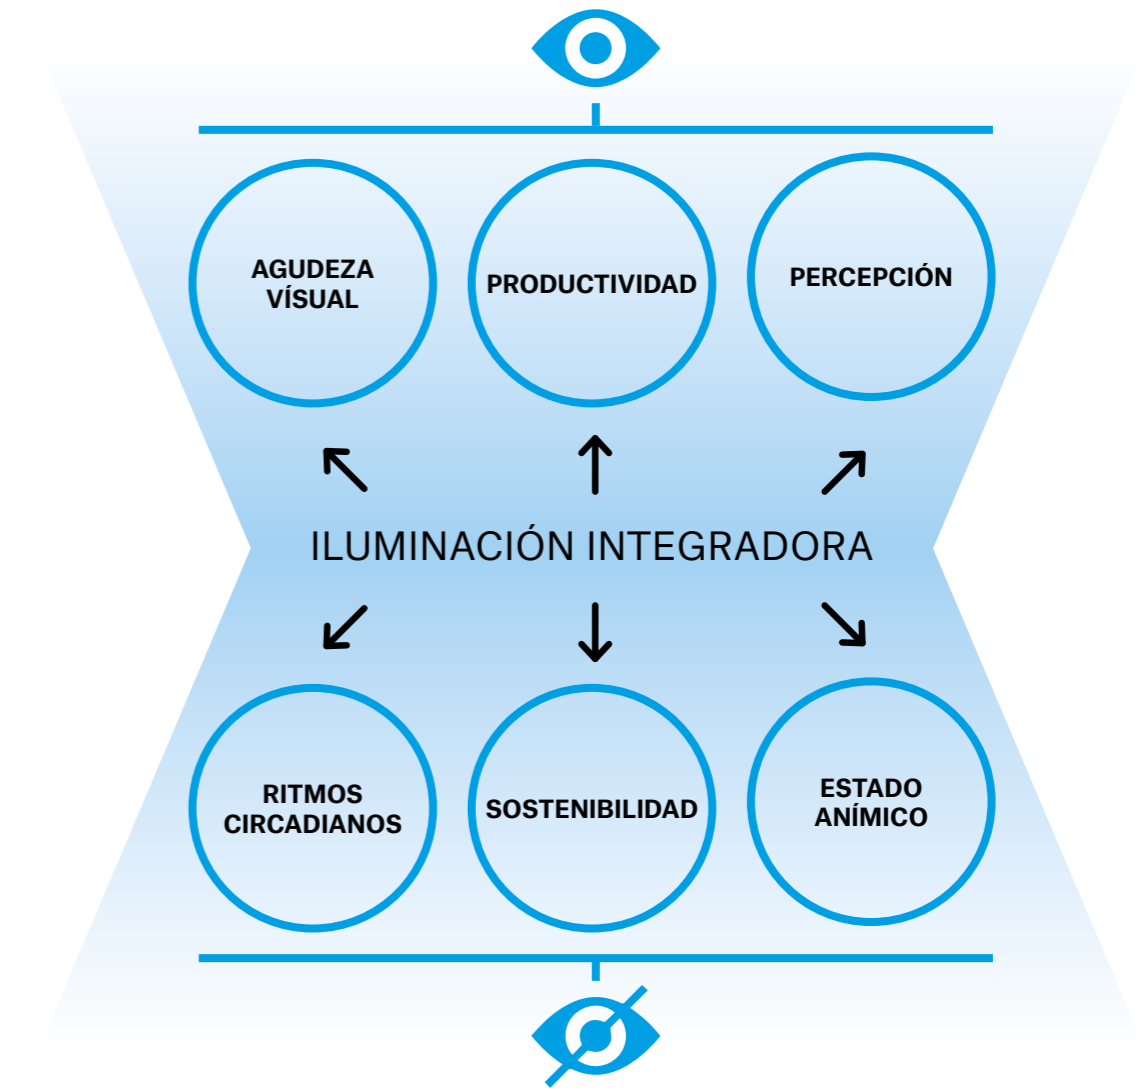 AGUDEZA
VÍSUAL
PRODUCTIVIDAD
PERCEPCIÓN
ILUMINACIÓN INTEGRADORA
RITMOS
CIRCADIANOS
SOSTENIBILIDAD
ESTADO
ANÍMICO